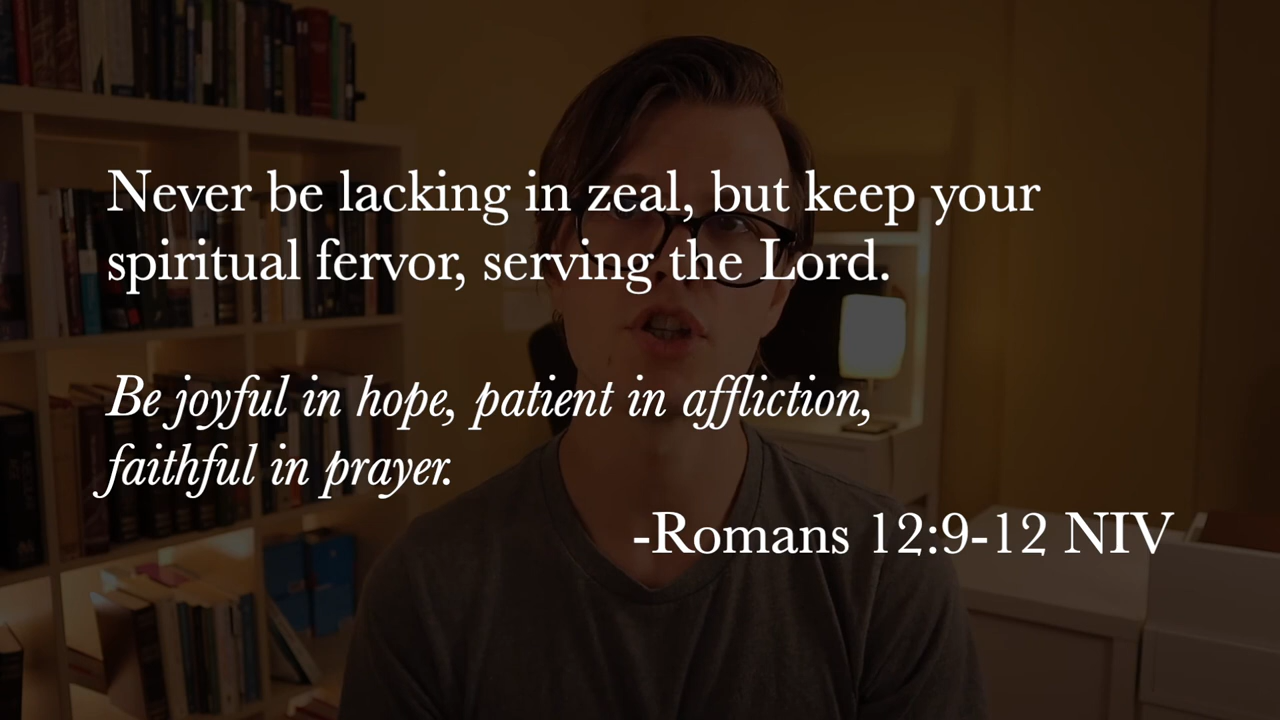 Never be lacking in zeal, but keep your
spiritual fervor, serving the Lord.
Be joyful in hope, patient in affliction,
faithful in prayer.
-Romans 12:9-12 NIV